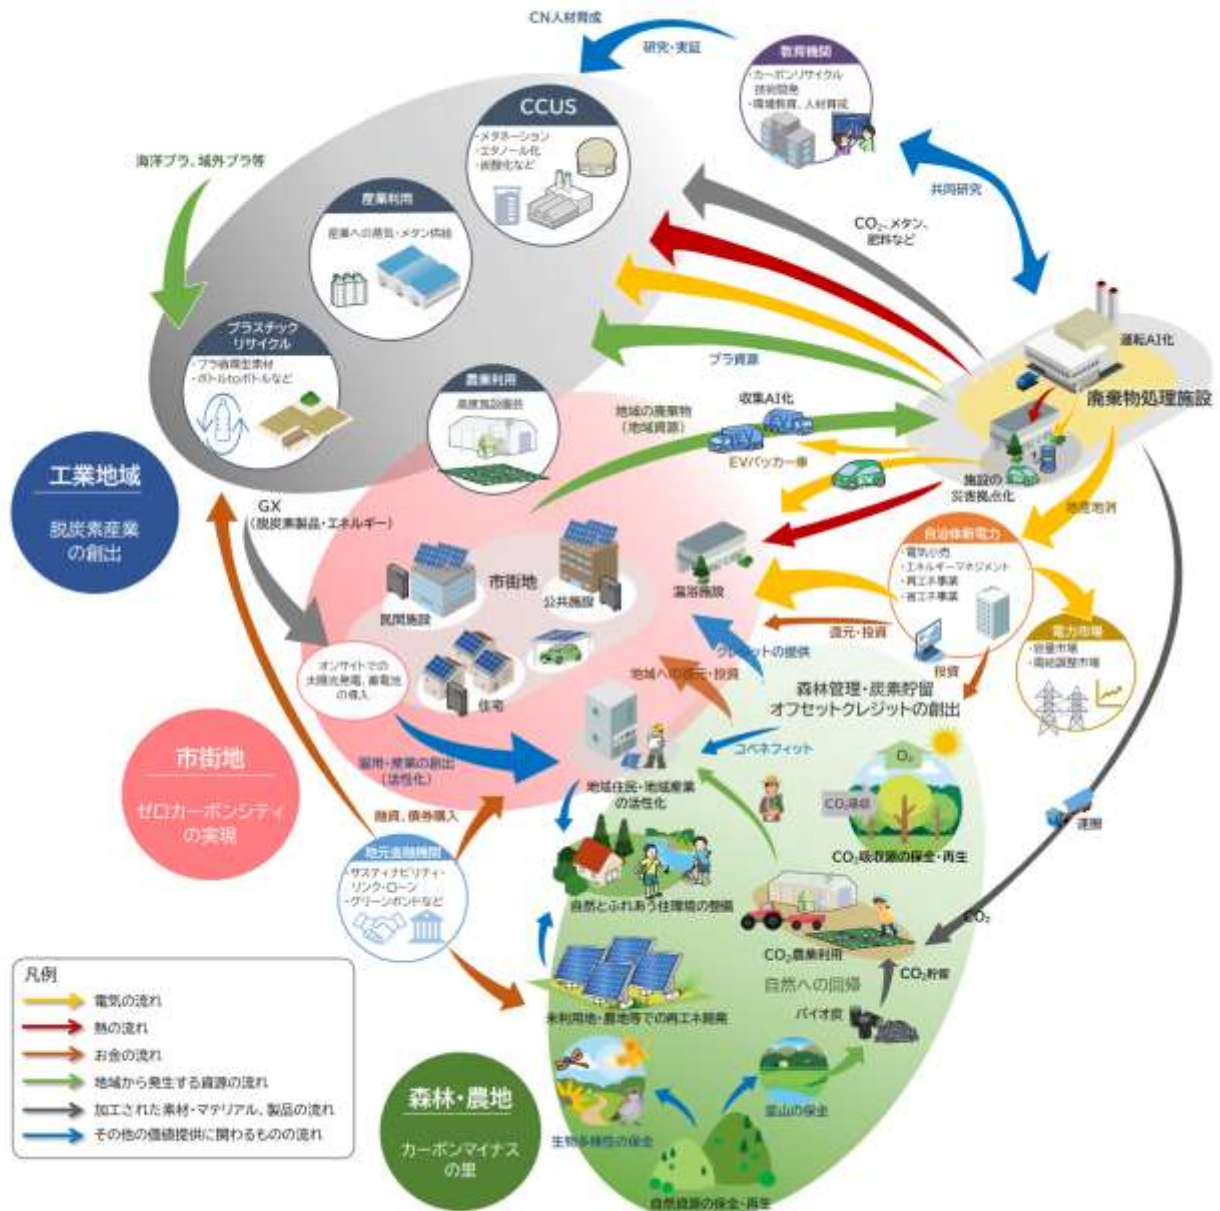 CN人材育成
研究・実証
教育機関
・カーボンリサイクル
技術開発
・環境教育、人材育成
共同研究
CCUS
・メタネーション
・エタノール化
・炭酸化など
海洋プラ、域外プラ等
産業利用
産業への蒸気・メタン供給
CO₂、メタン、
肥料など
プラスチック
リサイクル
・プラ循環型素材
・ボトルtoボトルなど
プラ資源
運転AI化
廃棄物処理施設
農業利用
高度施設園芸
地域の廃棄物
(地域資源)
収集AI化
EVパッカー車
施設の
災害拠点化
地産地消
工業地域
脱炭素産業
の創出
GX
(脱炭素製品・エネルギー)
市街地
民間施設
公共施設
温浴施設
自治体新電力
・電気小売
・エネルギーマネジメント
・再エネ事業
・省エネ事業
還元・投資
投資
電力市場
・容量市場
・需給調整市場
クレジットの提供
地域への還元・投資
オンサイトでの
太陽光発電、蓄電池
の導入
住宅
森林管理・炭素貯留
オフセットクレジットの創出
コベネフィット
市街地
ゼロカーボンシティ
の実現
雇用・産業の創出
(活性化)
地域住民・地域産業
の活性化
O₂
CO₂吸収
CO₂吸収源の保全・再生
運搬
融資、債券購入
地元金融機関
・サスティナビリティ・
リンク・ローン
・グリーンボンドなど
自然とふれあう住環境の整備
CO₂
CO₂農業利用
CO₂貯留
自然への回帰
バイオ炭
未利用地・農地等での再エネ開発
凡例
電気の流れ
熱の流れ
お金の流れ
地域から発生する資源の流れ
加工された素材・マテリアル、製品の流れ
その他の価値提供に関わるものの流れ
森林・農地
カーボンマイナス
の里
生物多様性の保全
里山の保全
自然資源の保全・再生